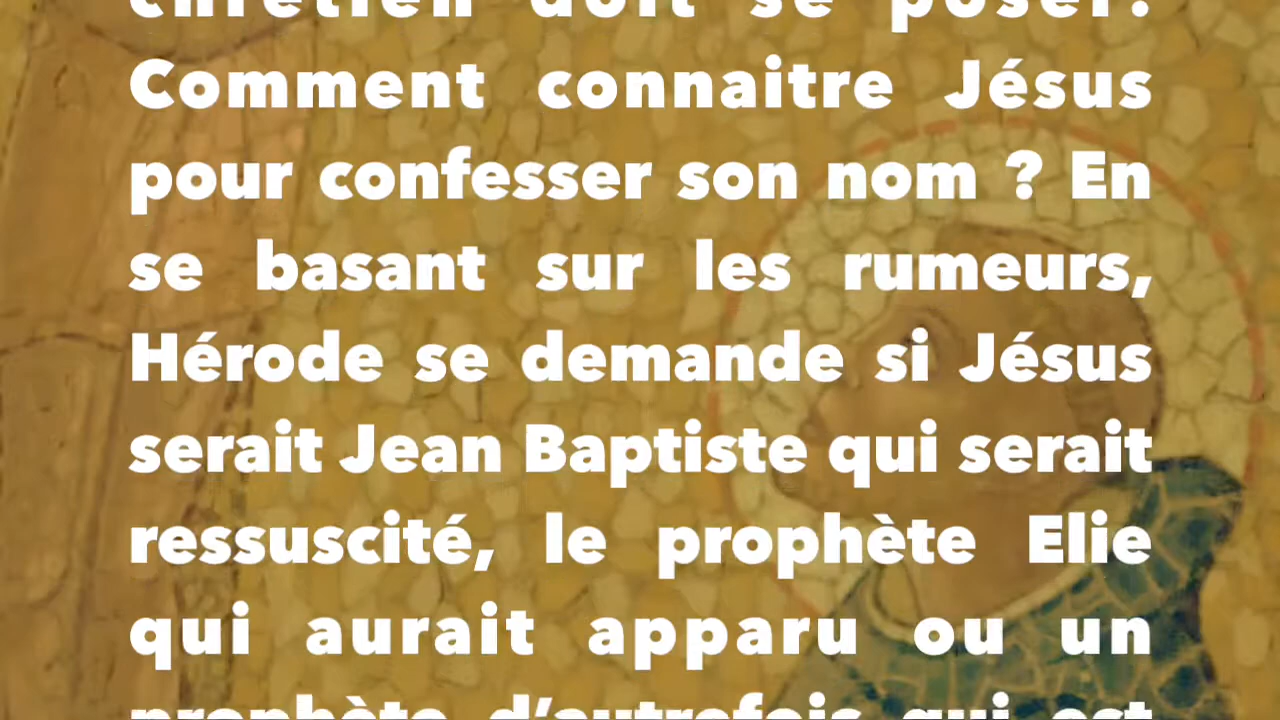 chrétien doit se poser.
Comment connaitre Jésus
pour confesser son nom ? En
se basant sur les rumeurs,
Hérode se demande si Jésus
serait Jean Baptiste qui serait
ressuscité, le prophète Elie
qui aurait apparu ou un
prophète d’autrefois qui est